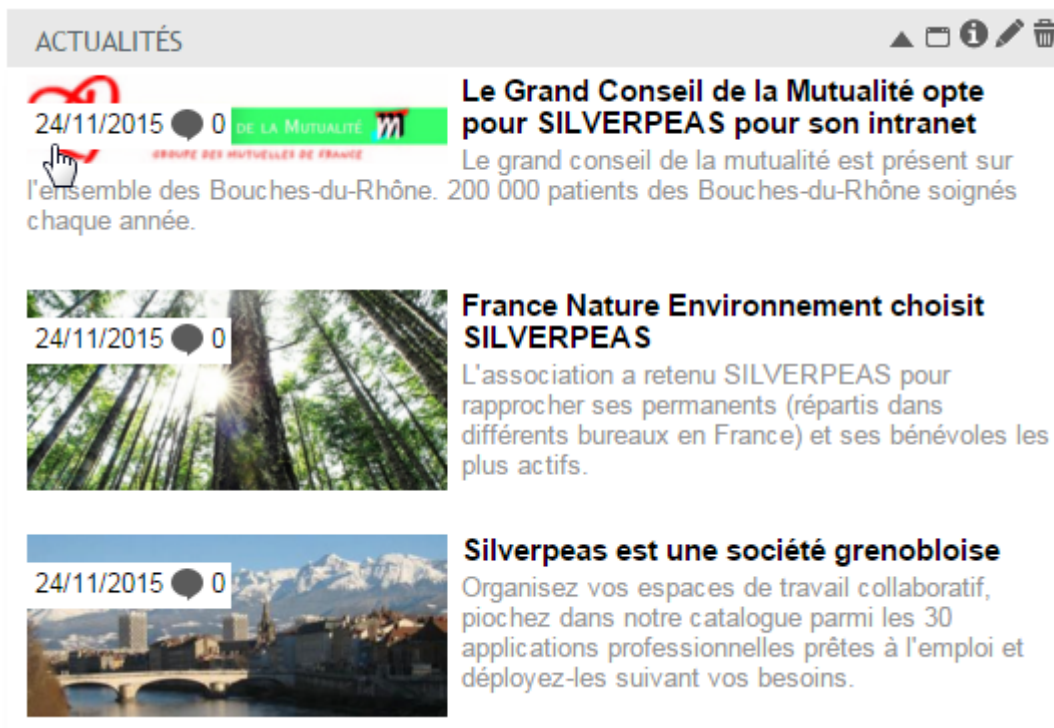 ACTUALITÉS
24/11/2015 0
DE LA MUTUALITÉ
GROUPE DES MUTUELLES DE FRANCE
Le Grand Conseil de la Mutualité opte
pour SILVERPEAS pour son intranet
Le grand conseil de la mutualité est présent sur
l'ensemble des Bouches-du-Rhône. 200 000 patients des Bouches-du-Rhône soignés
chaque année.
24/11/2015 0
France Nature Environnement choisit
SILVERPEAS
L'association a retenu SILVERPEAS pour
rapprocher ses permanents (répartis dans
différents bureaux en France) et ses bénévoles les
plus actifs.
24/11/2015 0
Silverpeas est une société grenobloise
Organisez vos espaces de travail collaboratif,
piochez dans notre catalogue parmi les 30
applications professionnelles prêtes à l'emploi et
déployez-les suivant vos besoins.